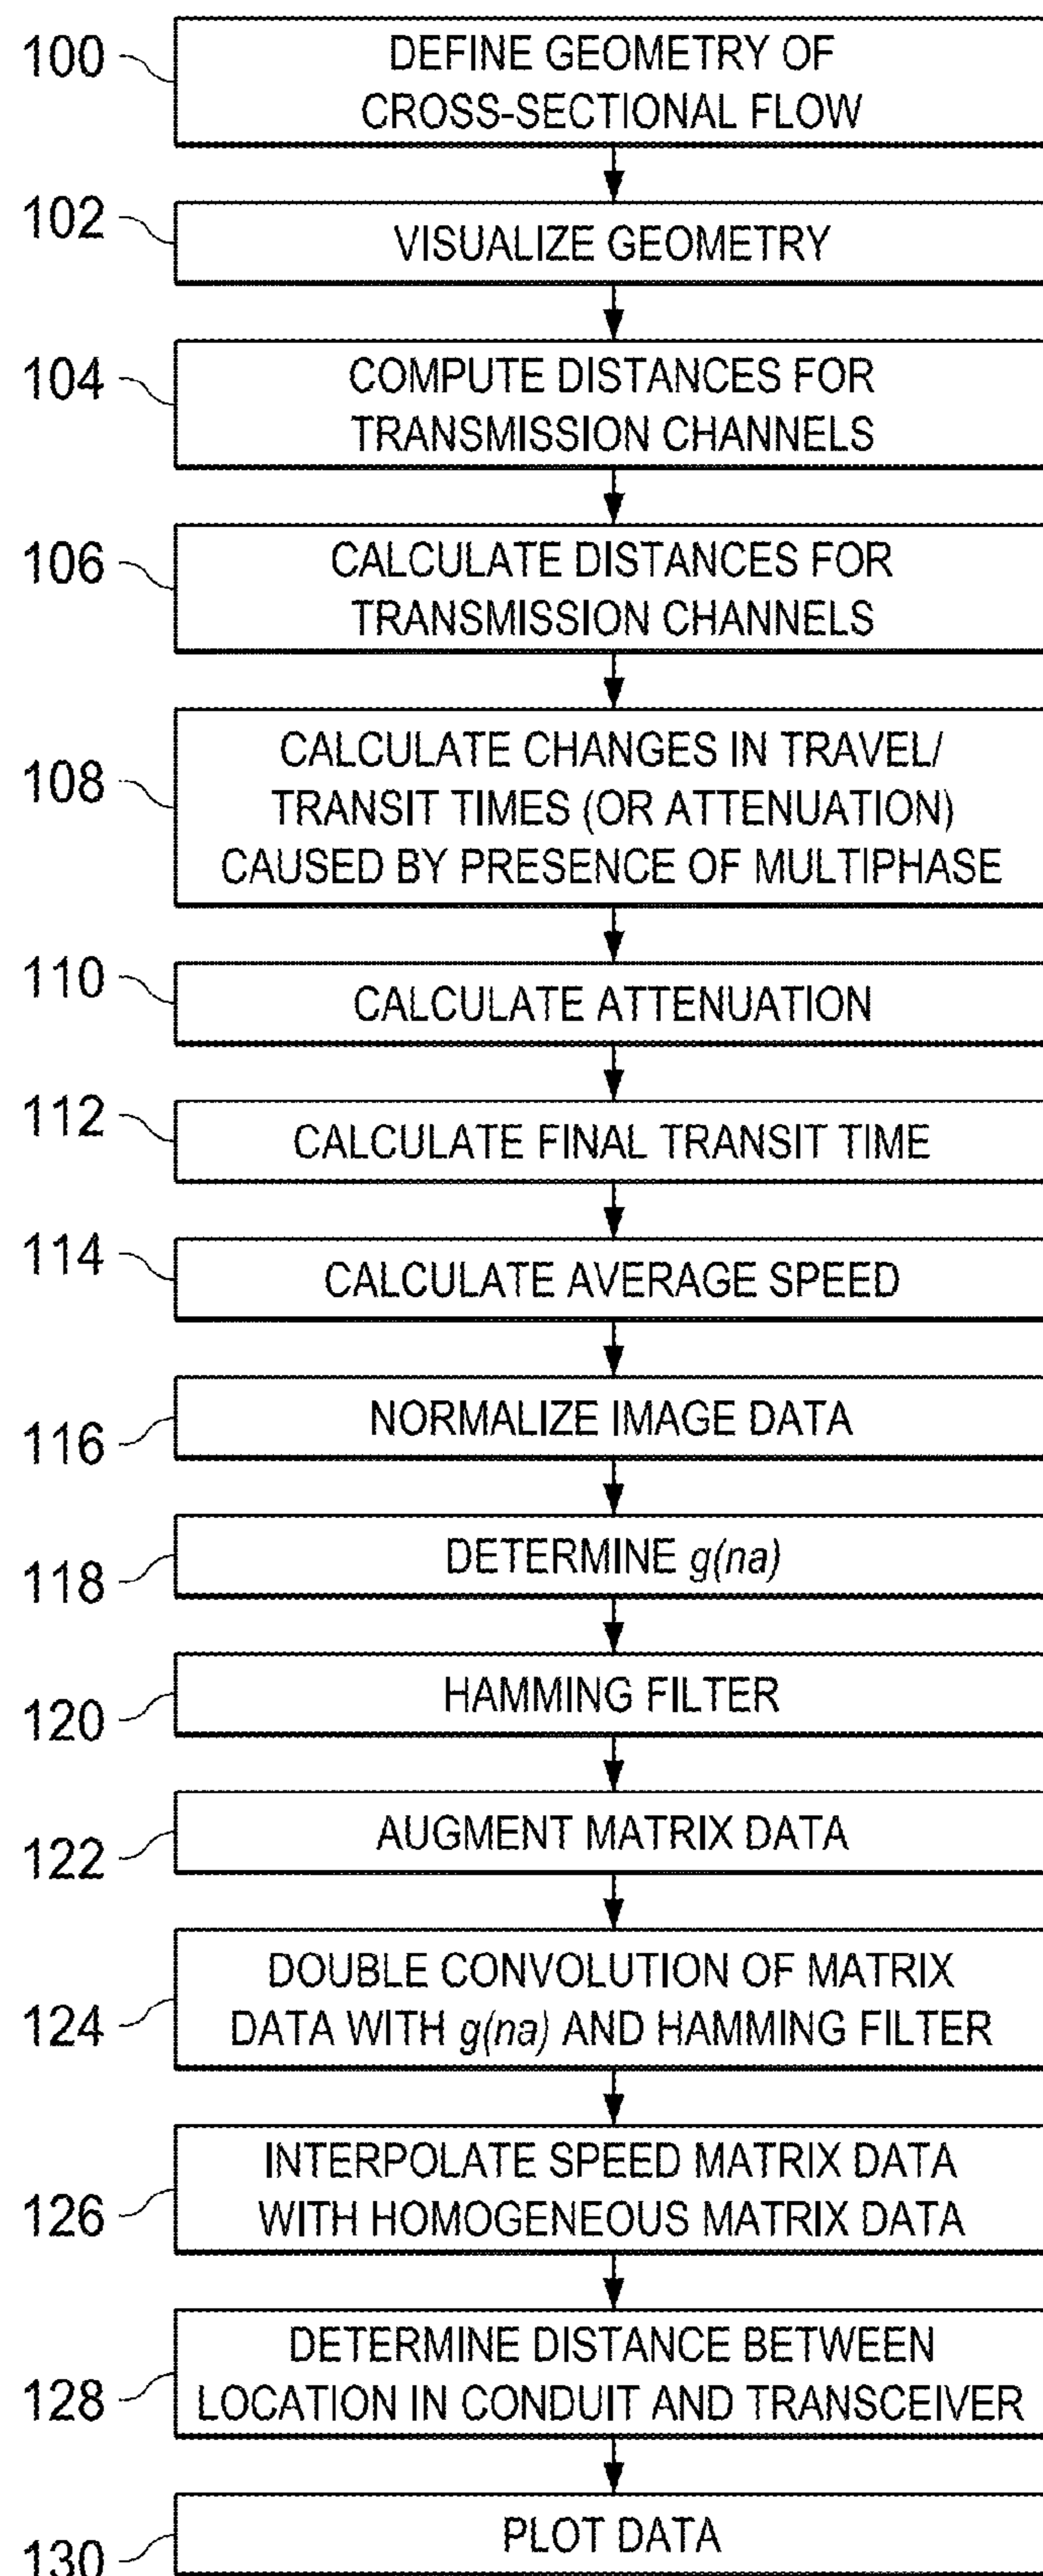 100
DEFINE GEOMETRY OF
CROSS-SECTIONAL FLOW
102
VISUALIZE GEOMETRY
104
COMPUTE DISTANCES FOR
TRANSMISSION CHANNELS
106
CALCULATE DISTANCES FOR
TRANSMISSION CHANNELS
108
CALCULATE CHANGES IN TRAVEL/
TRANSIT TIMES (OR ATTENUATION)
CAUSED BY PRESENCE OF MULTIPHASE
110
CALCULATE ATTENUATION
112
CALCULATE FINAL TRANSIT TIME
114
CALCULATE AVERAGE SPEED
116
NORMALIZE IMAGE DATA
118
DETERMINE g(na)
120
HAMMING FILTER
122
AUGMENT MATRIX DATA
124
DOUBLE CONVOLUTION OF MATRIX
DATA WITH g(na) AND HAMMING FILTER
126
INTERPOLATE SPEED MATRIX DATA
WITH HOMOGENEOUS MATRIX DATA
128
DETERMINE DISTANCE BETWEEN
LOCATION IN CONDUIT AND TRANSCEIVER
130
PLOT DATA